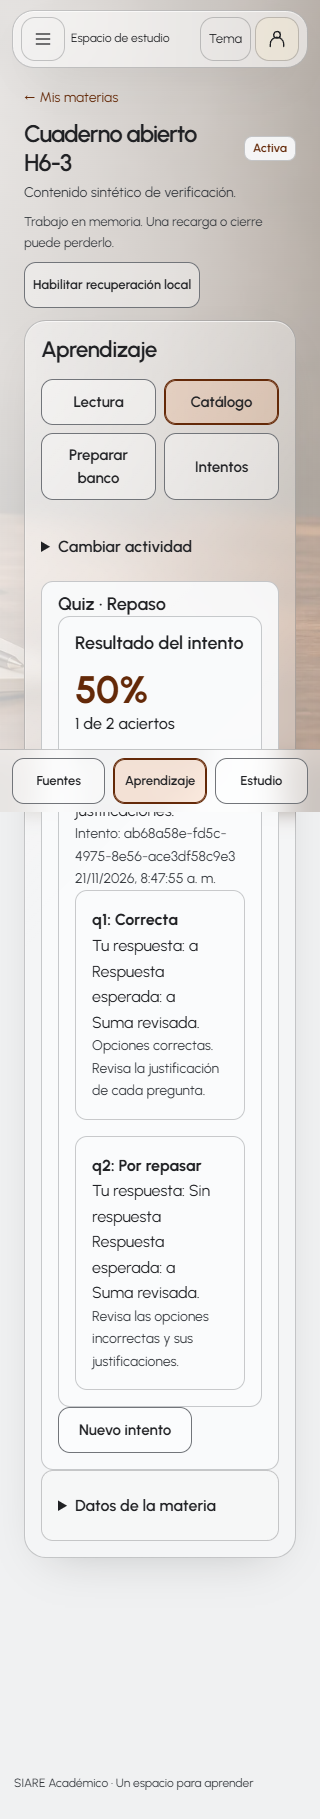 Espacio de estudio
Tema
← Mis materias
Cuaderno abierto
H6-3
Activa
Contenido sintético de verificación.
Trabajo en memoria. Una recarga o cierre
puede perderlo.
Habilitar recuperación local
Aprendizaje
Lectura
Catálogo
Preparar
banco
Intentos
▶ Cambiar actividad
Quiz · Repaso
Resultado del intento
50%
1 de 2 aciertos
Fuentes
Aprendizaje
Estudio
justificaciones.
Intento: ab68a58e-fd5c-
4975-8e56-ace3df58c9e3
21/11/2026, 8:47:55 a. m.
q1: Correcta
Tu respuesta: a
Respuesta
esperada: a
Suma revisada.
Opciones correctas.
Revisa la justificación
de cada pregunta.
q2: Por repasar
Tu respuesta: Sin
respuesta
Respuesta
esperada: a
Suma revisada.
Revisa las opciones
incorrectas y sus
justificaciones.
Nuevo intento
▶ Datos de la materia
SIARE Académico · Un espacio para aprender